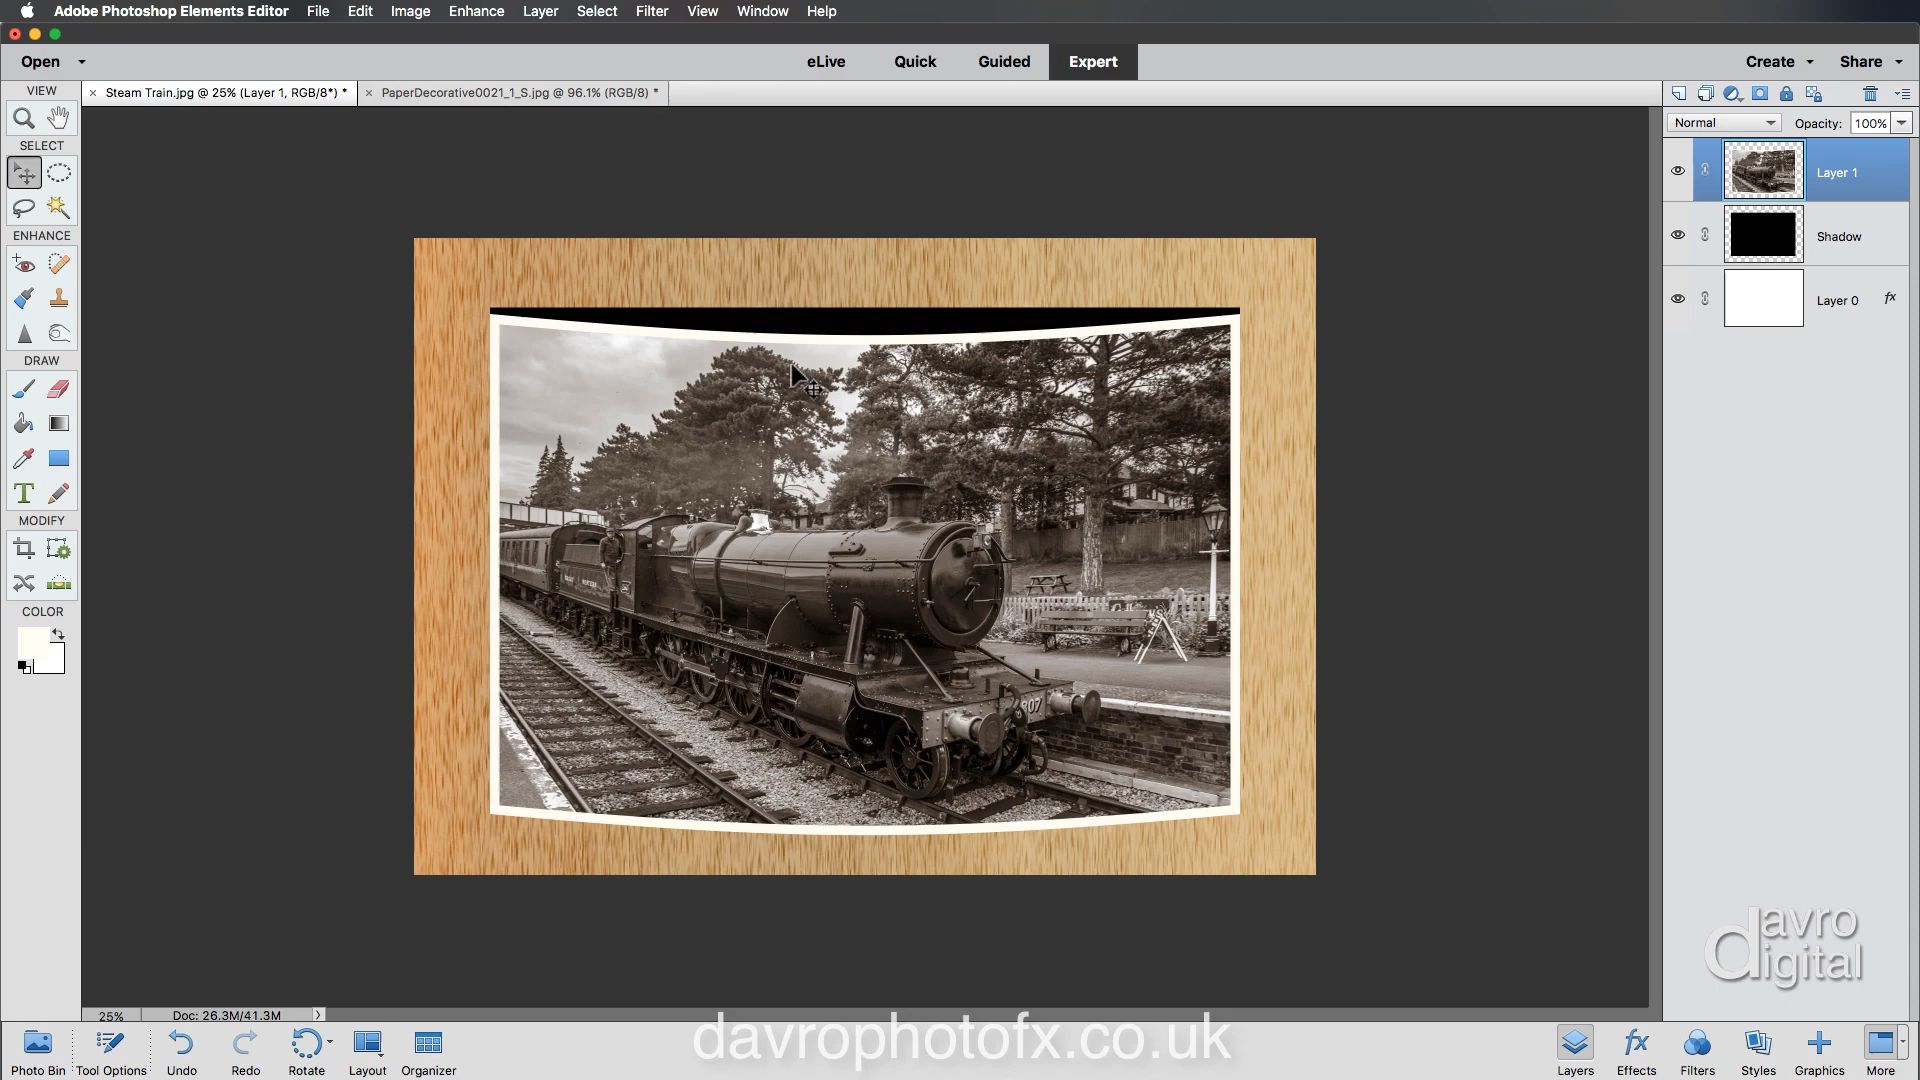 Adobe Photoshop Elements Editor File Edit Image Enhance Layer Select Filter View Window Help
Open eLive Quick Guided Expert Create Share
VIEW
Steam Train.jpg @ 25% (Layer 1, RGB/8*) *
PaperDecorative0021_1_S.jpg @ 96.1% (RGB/8) *
Normal Opacity: 100%
SELECT
Layer 1
ENHANCE
Shadow
Layer 0 fx
DRAW
T
MODIFY
COLOR
807
davro
digital
25% Doc: 26.3M/41.3M
davrophotofx.co.uk
Photo Bin Tool Options Undo Redo Rotate Layout Organizer
fx
Layers Effects Filters Styles Graphics More